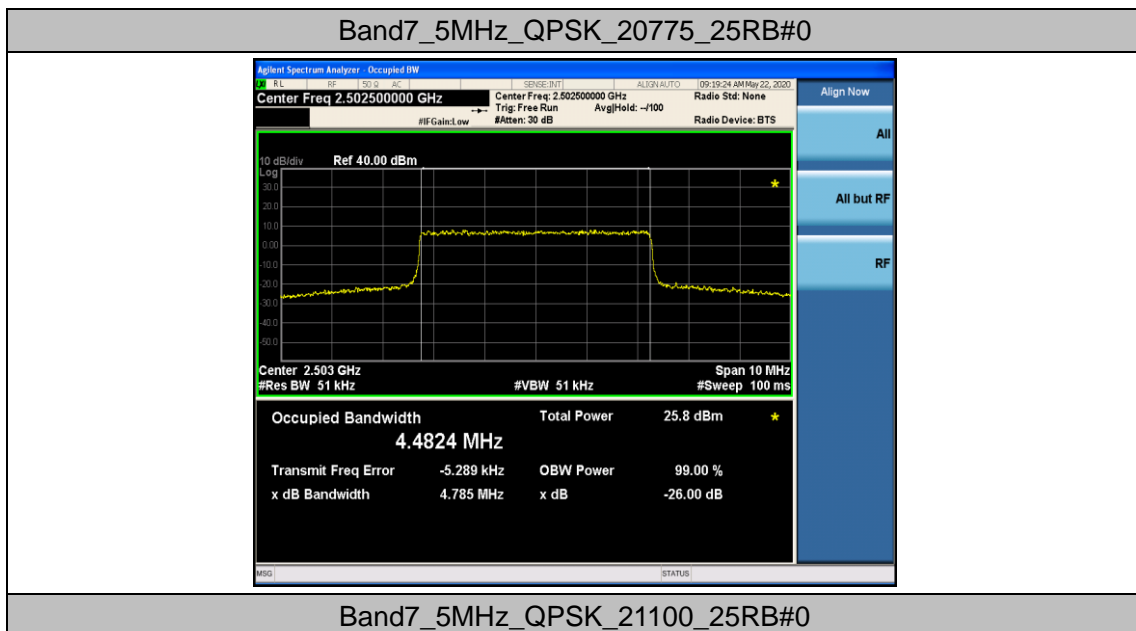 Band7_5MHz_QPSK_20775_25RB#0
Agilent Spectrum Analyzer - Occupied BW
RL RF 50 Ω AC SENSE:INT ALIGNAUTO 09:19:24 AM May 22, 2020
Center Freq 2.502500000 GHz Center Freq: 2.502500000 GHz Radio Std: None
Trig: Free Run Avg|Hold: --/100
#IFGain:Low #Atten: 30 dB Radio Device: BTS
Align Now
All
All but RF
RF
10 dB/div Ref 40.00 dBm
Log
30.0
20.0
10.0
0.00
-10.0
-20.0
-30.0
-40.0
-50.0
Center 2.503 GHz Span 10 MHz
#Res BW 51 kHz #VBW 51 kHz #Sweep 100 ms
Occupied Bandwidth Total Power 25.8 dBm
4.4824 MHz
Transmit Freq Error -5.289 kHz OBW Power 99.00 %
x dB Bandwidth 4.785 MHz x dB -26.00 dB
MSG STATUS
Band7_5MHz_QPSK_21100_25RB#0